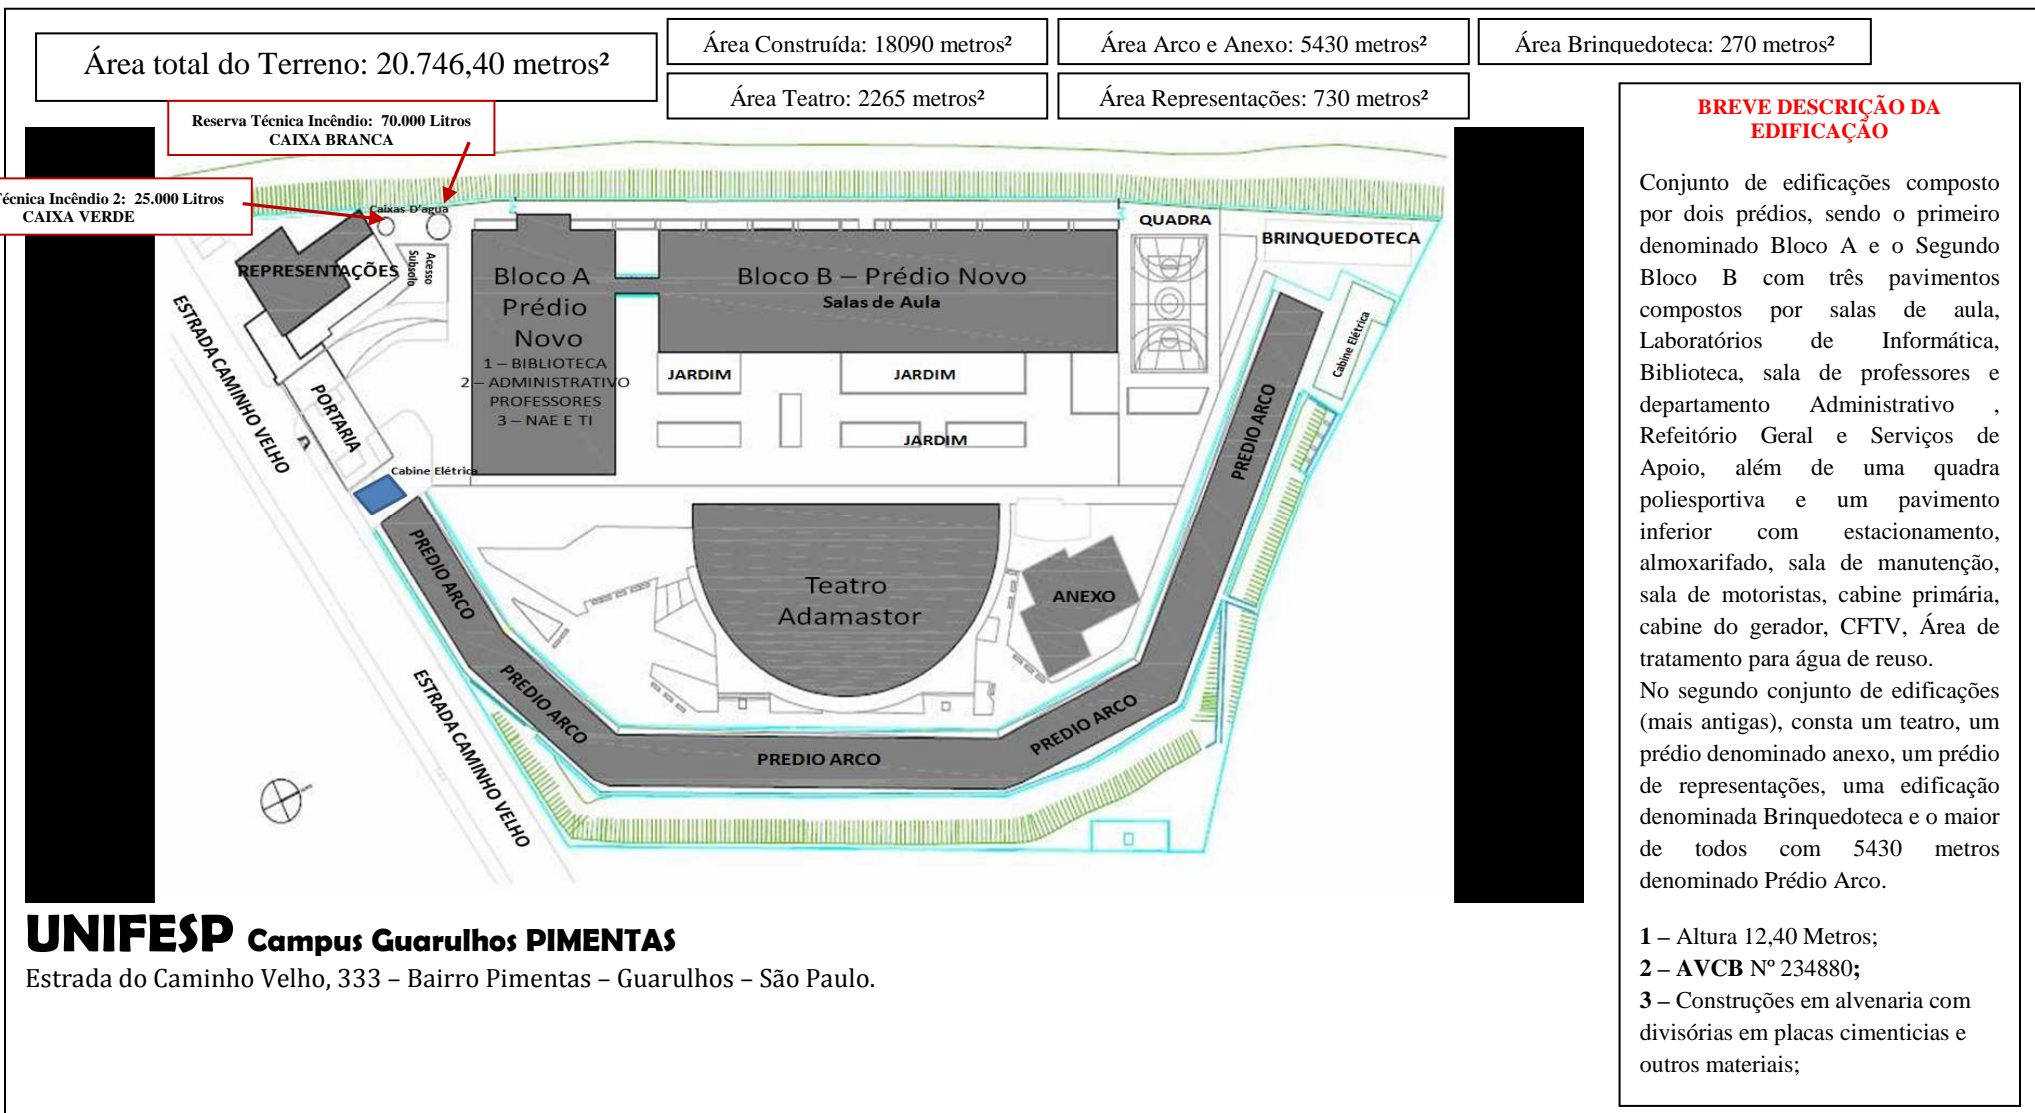 Área total do Terreno: 20.746,40 metros²
Área Construída: 18090 metros²
Área Arco e Anexo: 5430 metros²
Área Brinquedoteca: 270 metros²
Área Teatro: 2265 metros²
Área Representações: 730 metros²
Reserva Técnica Incêndio: 70.000 Litros
CAIXA BRANCA
Técnica Incêndio 2: 25.000 Litros
CAIXA VERDE
Caixas D'agua
REPRESENTAÇÕES
Acesso
Subsolo
ESTRADA CAMINHO VELHO
PORTARIA
Cabine Elétrica
Bloco A
Prédio
Novo
1 – BIBLIOTECA
2 – ADMINISTRATIVO
PROFESSORES
3 – NAE E TI
Bloco B – Prédio Novo
Salas de Aula
JARDIM
JARDIM
JARDIM
QUADRA
BRINQUEDOTECA
Cabine Elétrica
PREDIO ARCO
PREDIO ARCO
PREDIO ARCO
PREDIO ARCO
PREDIO ARCO
Teatro
Adamastor
ANEXO
ESTRADA CAMINHO VELHO
UNIFESP Campus Guarulhos PIMENTAS
Estrada do Caminho Velho, 333 – Bairro Pimentas – Guarulhos – São Paulo.
BREVE DESCRIÇÃO DA
EDIFICAÇÃO
Conjunto de edificações composto
por dois prédios, sendo o primeiro
denominado Bloco A e o Segundo
Bloco B com três pavimentos
compostos por salas de aula,
Laboratórios de Informática,
Biblioteca, sala de professores e
departamento Administrativo ,
Refeitório Geral e Serviços de
Apoio, além de uma quadra
poliesportiva e um pavimento
inferior com estacionamento,
almoxarifado, sala de manutenção,
sala de motoristas, cabine primária,
cabine do gerador, CFTV, Área de
tratamento para água de reuso.
No segundo conjunto de edificações
(mais antigas), consta um teatro, um
prédio denominado anexo, um prédio
de representações, uma edificação
denominada Brinquedoteca e o maior
de todos com 5430 metros
denominado Prédio Arco.
1 – Altura 12,40 Metros;
2 – AVCB Nº 234880;
3 – Construções em alvenaria com
divisórias em placas cimenticias e
outros materiais;